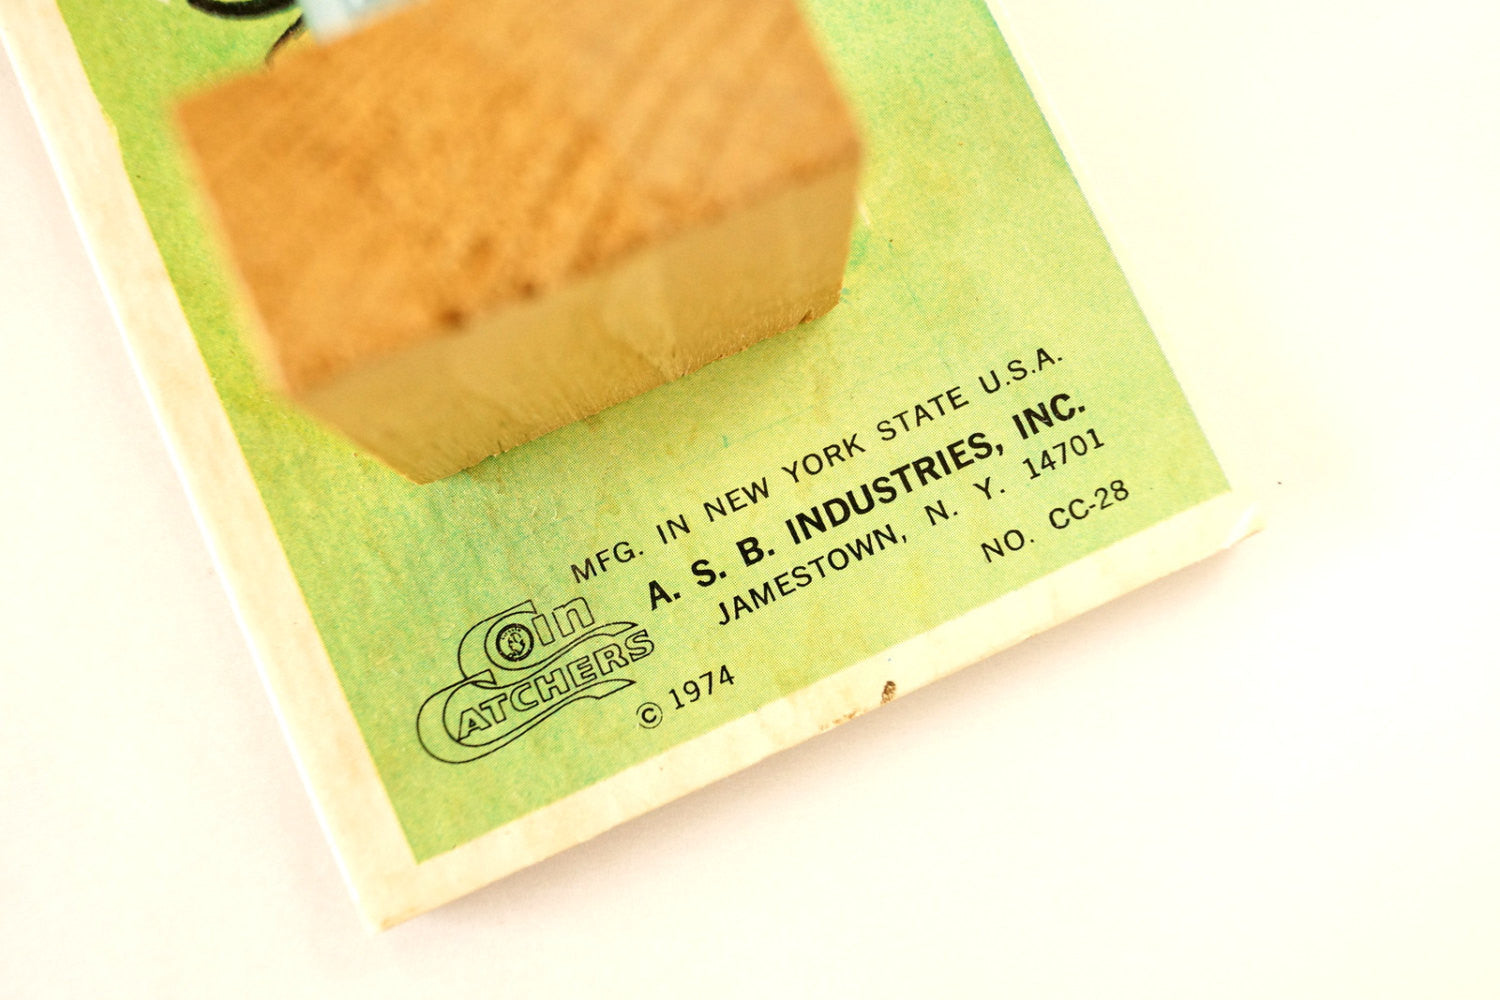 MFG. IN NEW YORK STATE U.S.A.
A. S. B. INDUSTRIES, INC.
JAMESTOWN, N. Y. 14701
NO. CC-28
Coin
CATCHERS
© 1974